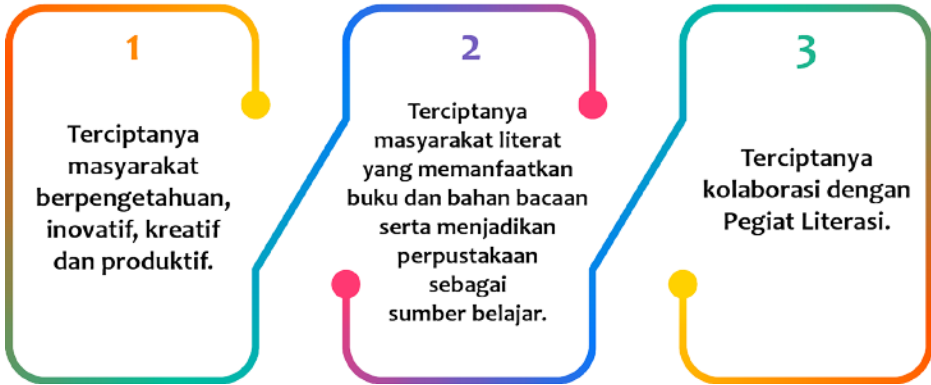 1
Terciptanya
masyarakat
berpengetahuan,
inovatif, kreatif
dan produktif.
2
Terciptanya
masyarakat literat
yang memanfaatkan
buku dan bahan bacaan
serta menjadikan
perpustakaan
sebagai
sumber belajar.
3
Terciptanya
kolaborasi dengan
Pegiat Literasi.